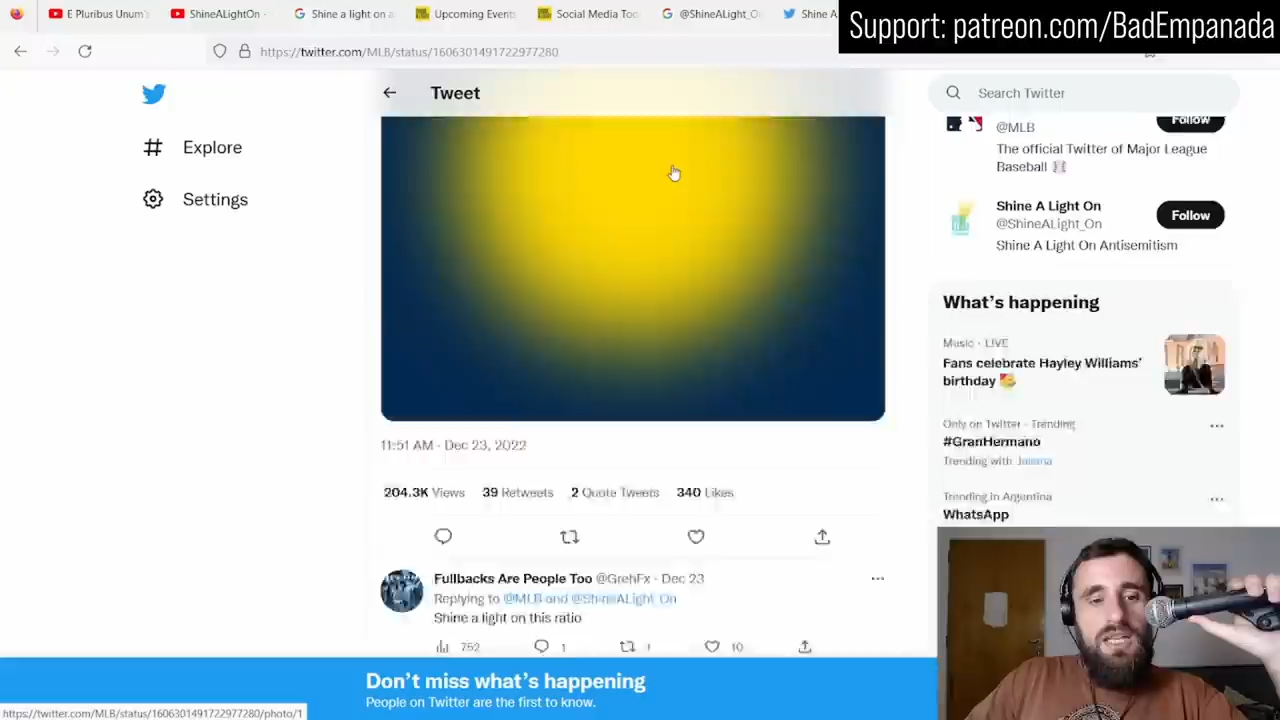 E Pluribus Unum'
ShineALightOn -
Shine a light on a
Upcoming Event
Social Media Too
@ShineALight_O
Shine A
Support: patreon.com/BadEmpanada
https://twitter.com/MLB/status/1606301491722977280
Tweet
Search Twitter
Explore
Settings
@MLB
Follow
The official Twitter of Major League
Baseball
Shine A Light On
@ShineALight_On
Follow
Shine A Light On Antisemitism
What's happening
Music · LIVE
Fans celebrate Hayley Williams'
birthday
Only on Twitter · Trending
#GranHermano
Trending with Juliana
Trending in Argentina
WhatsApp
11:51 AM · Dec 23, 2022
204.3K Views 39 Retweets 2 Quote Tweets 340 Likes
Fullbacks Are People Too @GrehFx · Dec 23
Replying to @MLB and @ShineALight_On
Shine a light on this ratio
752 1 1 10
Don't miss what's happening
People on Twitter are the first to know.
https://twitter.com/MLB/status/1606301491722977280/photo/1